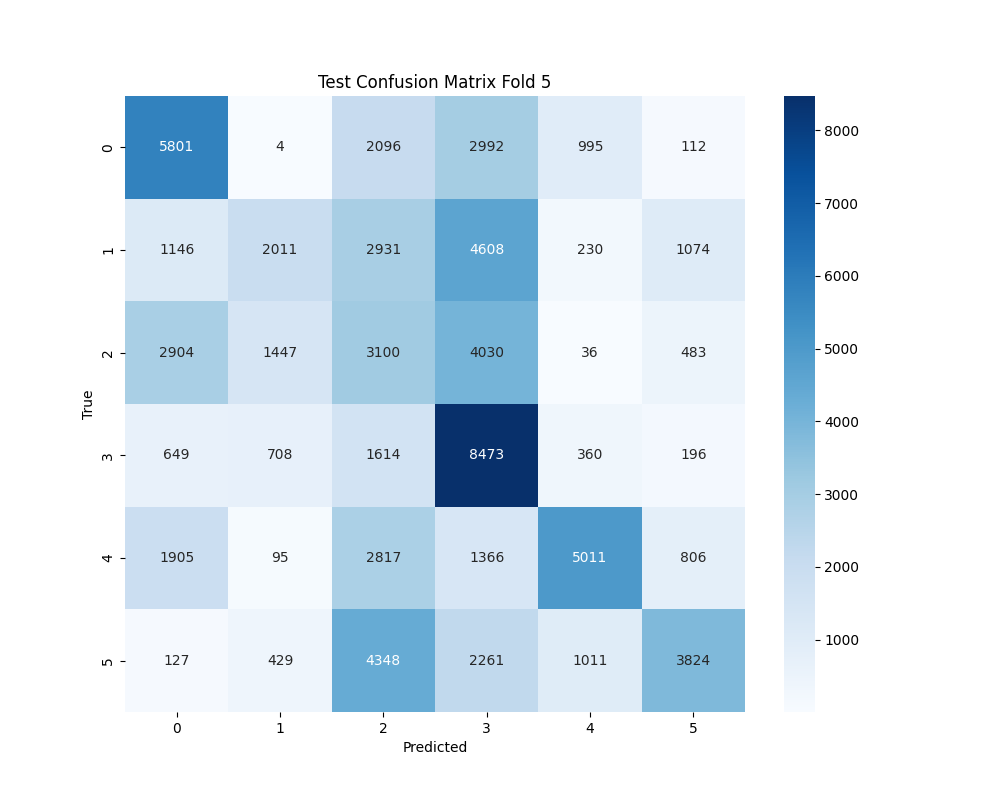 Test Confusion Matrix Fold 5
0 5801 4 2096 2992 995 112
1 1146 2011 2931 4608 230 1074
2 2904 1447 3100 4030 36 483
3 649 708 1614 8473 360 196
4 1905 95 2817 1366 5011 806
5 127 429 4348 2261 1011 3824
0 1 2 3 4 5
Predicted
True
8000
7000
6000
5000
4000
3000
2000
1000